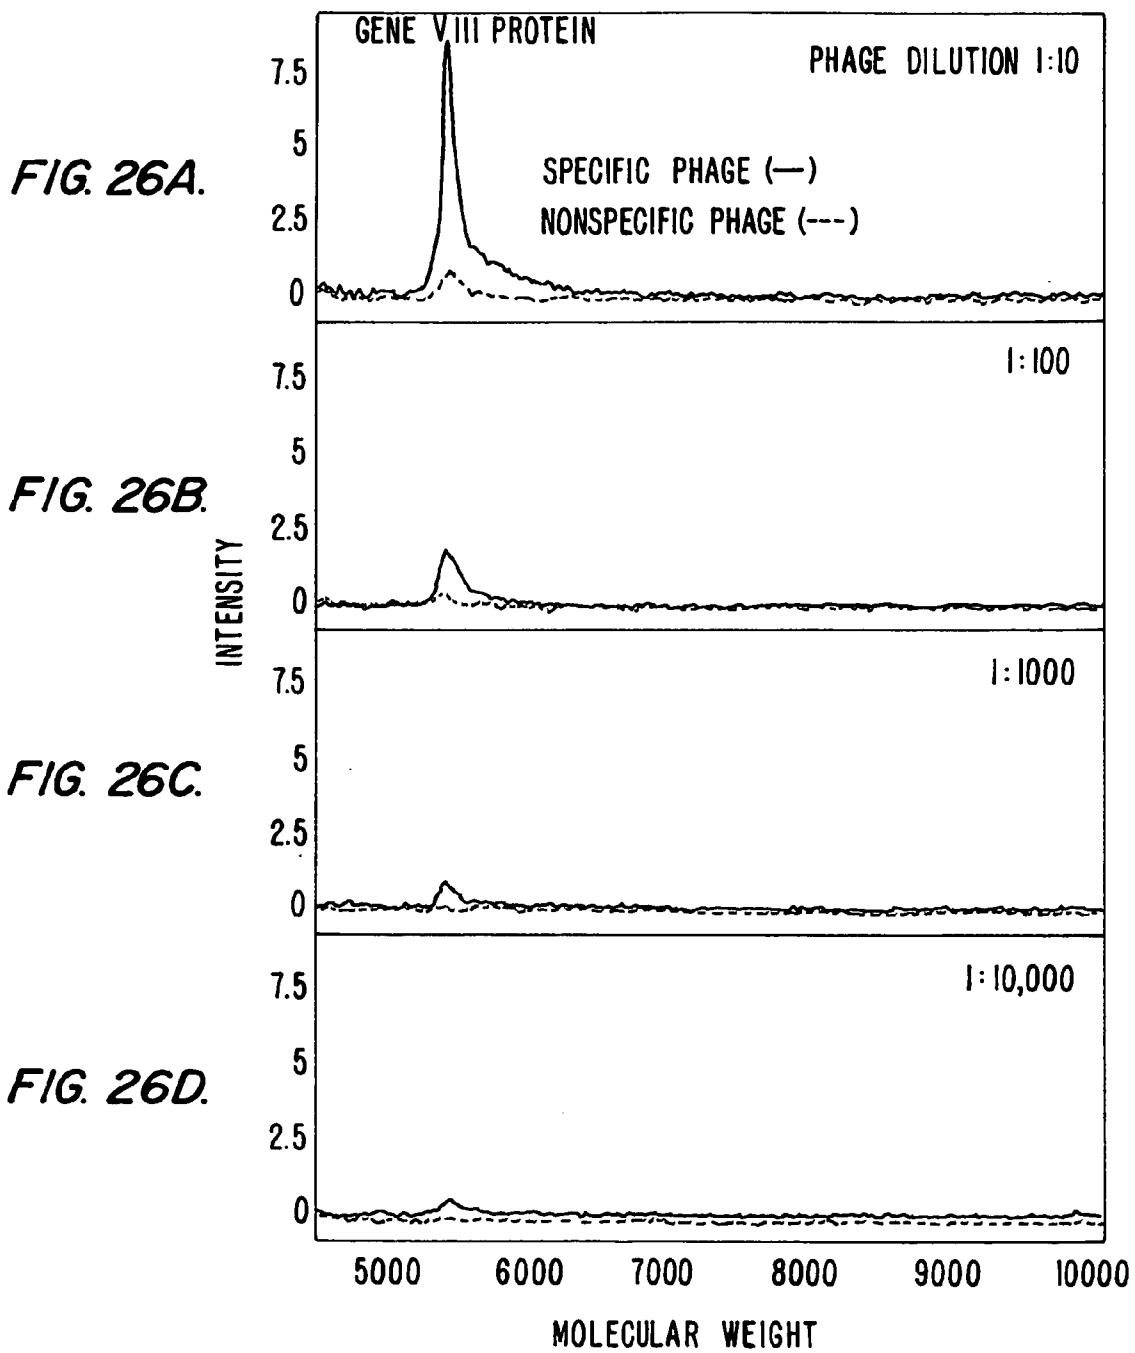 GENE VIII PROTEIN
PHAGE DILUTION 1:10
7.5
5
FIG. 26A.
SPECIFIC PHAGE (—)
2.5
NONSPECIFIC PHAGE (---)
0
1:100
7.5
5
FIG. 26B.
2.5
0
INTENSITY
1:1000
7.5
5
FIG. 26C.
2.5
0
1:10,000
7.5
5
FIG. 26D.
2.5
0
5000 6000 7000 8000 9000 10000
MOLECULAR WEIGHT